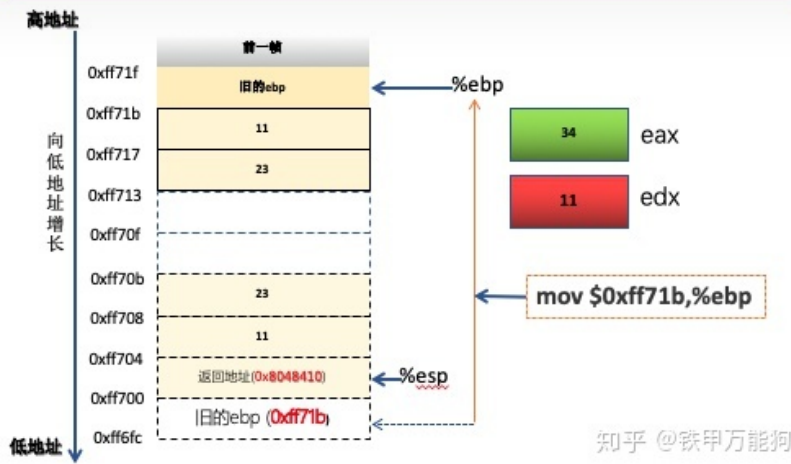 高地址
前一帧
0xff71f
旧的ebp
%ebp
0xff71b
11
34
eax
0xff717
23
0xff713
11
edx
向低地址增长
0xff70f
0xff70b
23
mov $0xff71b,%ebp
0xff708
11
0xff704
返回地址(0x8048410)
%esp
0xff700
旧的ebp (0xff71b)
0xff6fc
低地址
知乎 @铁甲万能狗